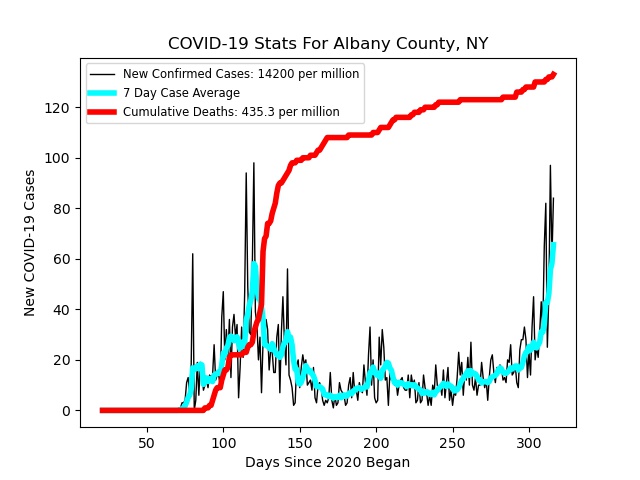 COVID-19 Stats For Albany County, NY
New Confirmed Cases: 14200 per million
7 Day Case Average
Cumulative Deaths: 435.3 per million
New COVID-19 Cases
120
100
80
60
40
20
0
50
100
150
200
250
300
Days Since 2020 Began